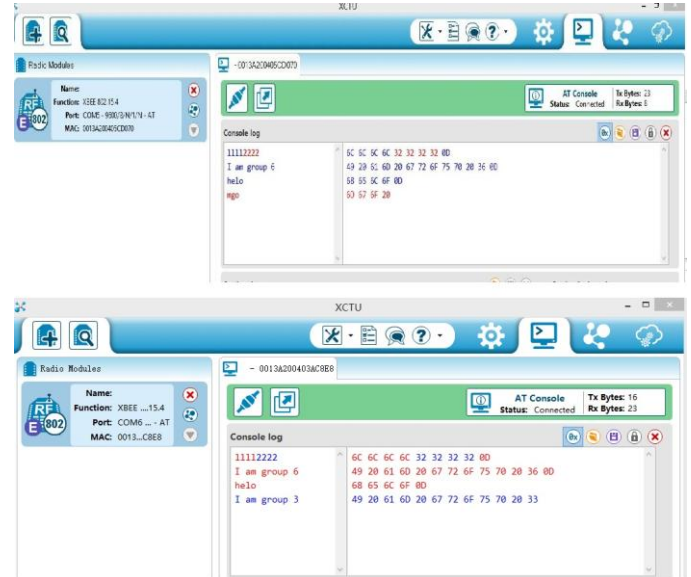 XCTU
Radio Modules
- 0013A200405CD070
Name:
Function: XBEE 802.15.4
Port: COM5 - 9600/8/N/1/N - AT
MAC: 0013A200405CD070
AT Console
Status: Connected
Tx Bytes: 23
Rx Bytes: 8
Console log
11112222
6C 6C 6C 6C 32 32 32 32 0D
I am group 6
49 20 61 6D 20 67 72 6F 75 70 20 36 0D
helo
68 65 6C 6F 0D
mgo
6D 67 6F 20
XCTU
Radio Modules
- 0013A200403AC8E8
Name:
Function: XBEE ....15.4
Port: COM6 ... - AT
MAC: 0013...C8E8
AT Console
Status: Connected
Tx Bytes: 16
Rx Bytes: 23
Console log
11112222
6C 6C 6C 6C 32 32 32 32 0D
I am group 6
49 20 61 6D 20 67 72 6F 75 70 20 36 0D
helo
68 65 6C 6F 0D
I am group 3
49 20 61 6D 20 67 72 6F 75 70 20 33